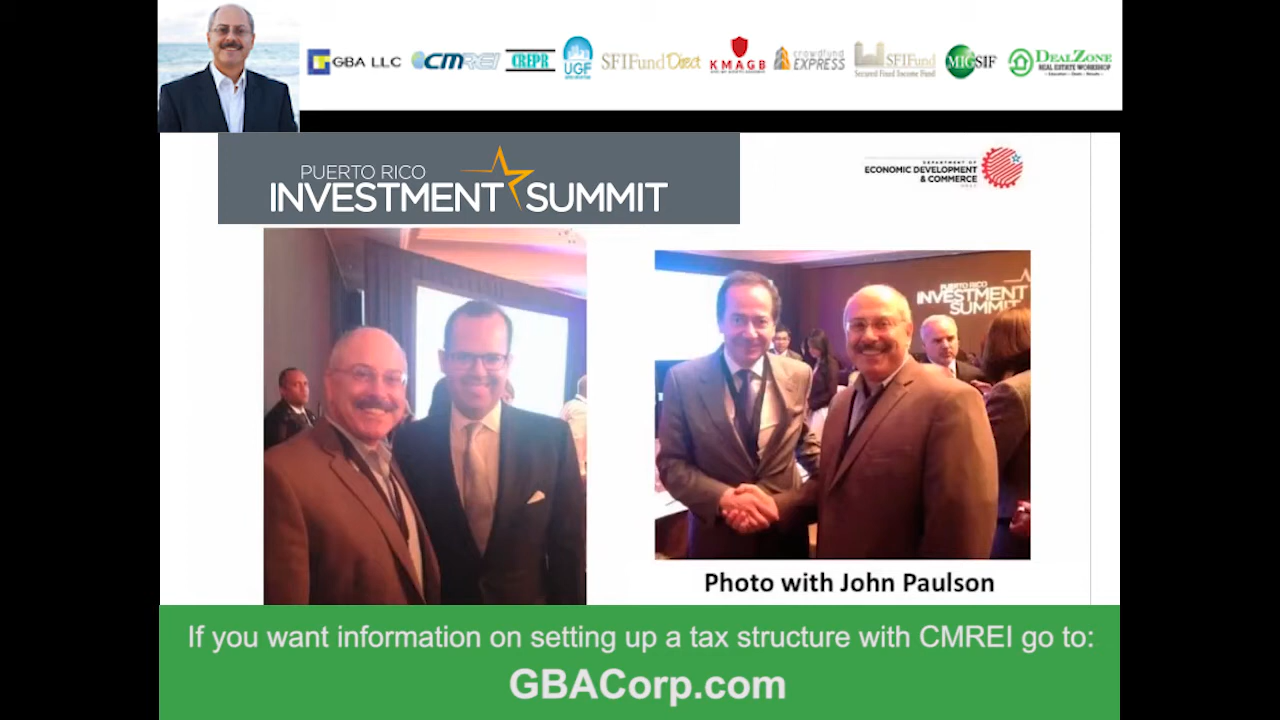 GBA LLC
CMREI
CREPR
UGF
SFIFund Direct
KMAGB
crowdfund
EXPRESS
SFIFund
Secured Fixed Income Fund
MIGSIF
DEALZONE
REAL ESTATE WORKSHOP
PUERTO RICO
INVESTMENT SUMMIT
DEPARTMENT OF
ECONOMIC DEVELOPMENT
& COMMERCE
PUERTO RICO
INVESTMENT
SUMMIT
Photo with John Paulson
If you want information on setting up a tax structure with CMREI go to:
GBACorp.com